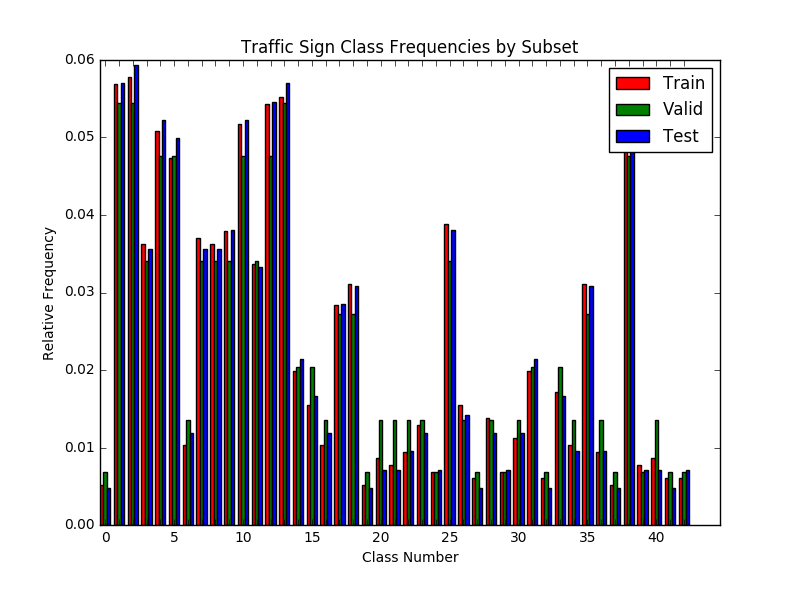 Traffic Sign Class Frequencies by Subset
0.06
0.05
0.04
0.03
0.02
0.01
0.00
Relative Frequency
Train
Valid
Test
0 5 10 15 20 25 30 35 40
Class Number